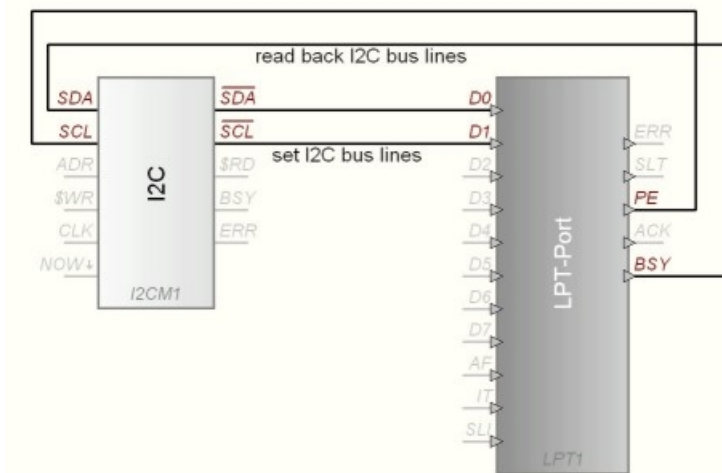 read back I2C bus lines
SDA
SCL
ADR
$WR
CLK
NOW↓
I2C
I2CM1
SDA
SCL
$RD
BSY
ERR
set I2C bus lines
D0
D1
D2
D3
D4
D5
D6
D7
AF
IT
SLI
LPT-Port
LPT1
ERR
SLT
PE
ACK
BSY